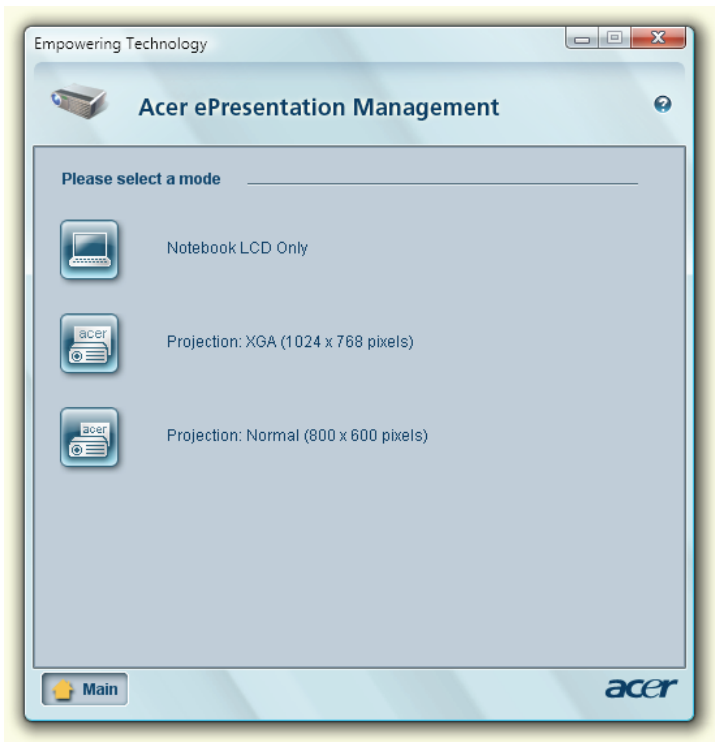 Empowering Technology
Acer ePresentation Management
Please select a mode
Notebook LCD Only
acer
Projection: XGA (1024 x 768 pixels)
acer
Projection: Normal (800 x 600 pixels)
Main
acer